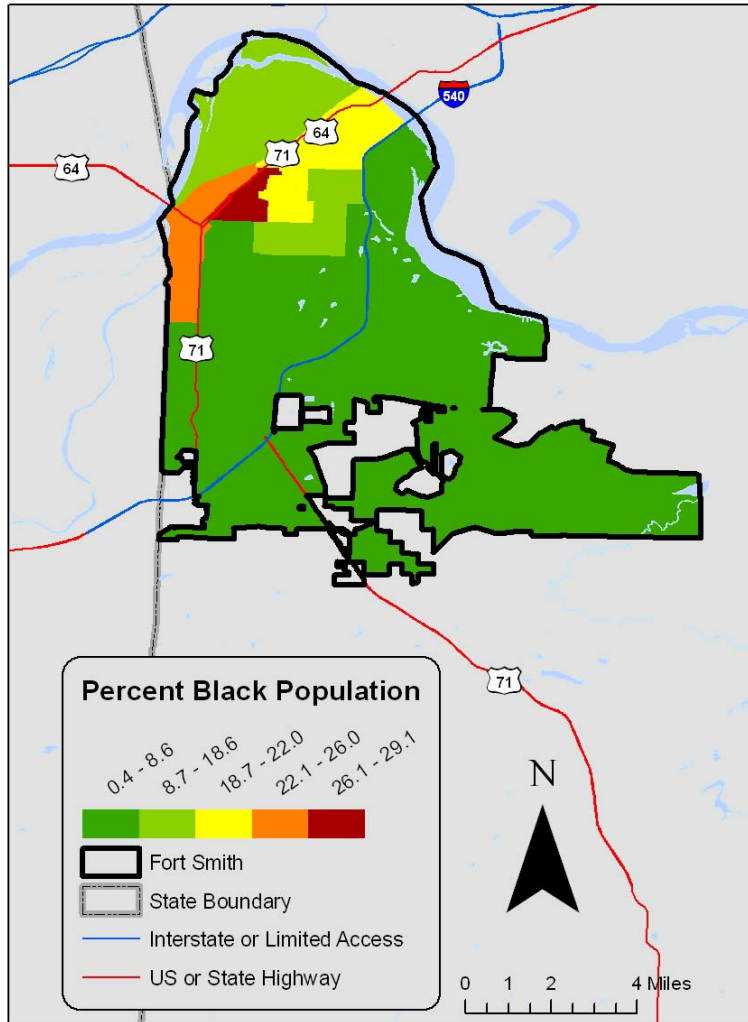 540
64
71
64
71
71
Percent Black Population
0.4 - 8.6
8.7 - 18.6
18.7 - 22.0
22.1 - 26.0
26.1 - 29.1
Fort Smith
State Boundary
Interstate or Limited Access
US or State Highway
N
0 1 2 4 Miles